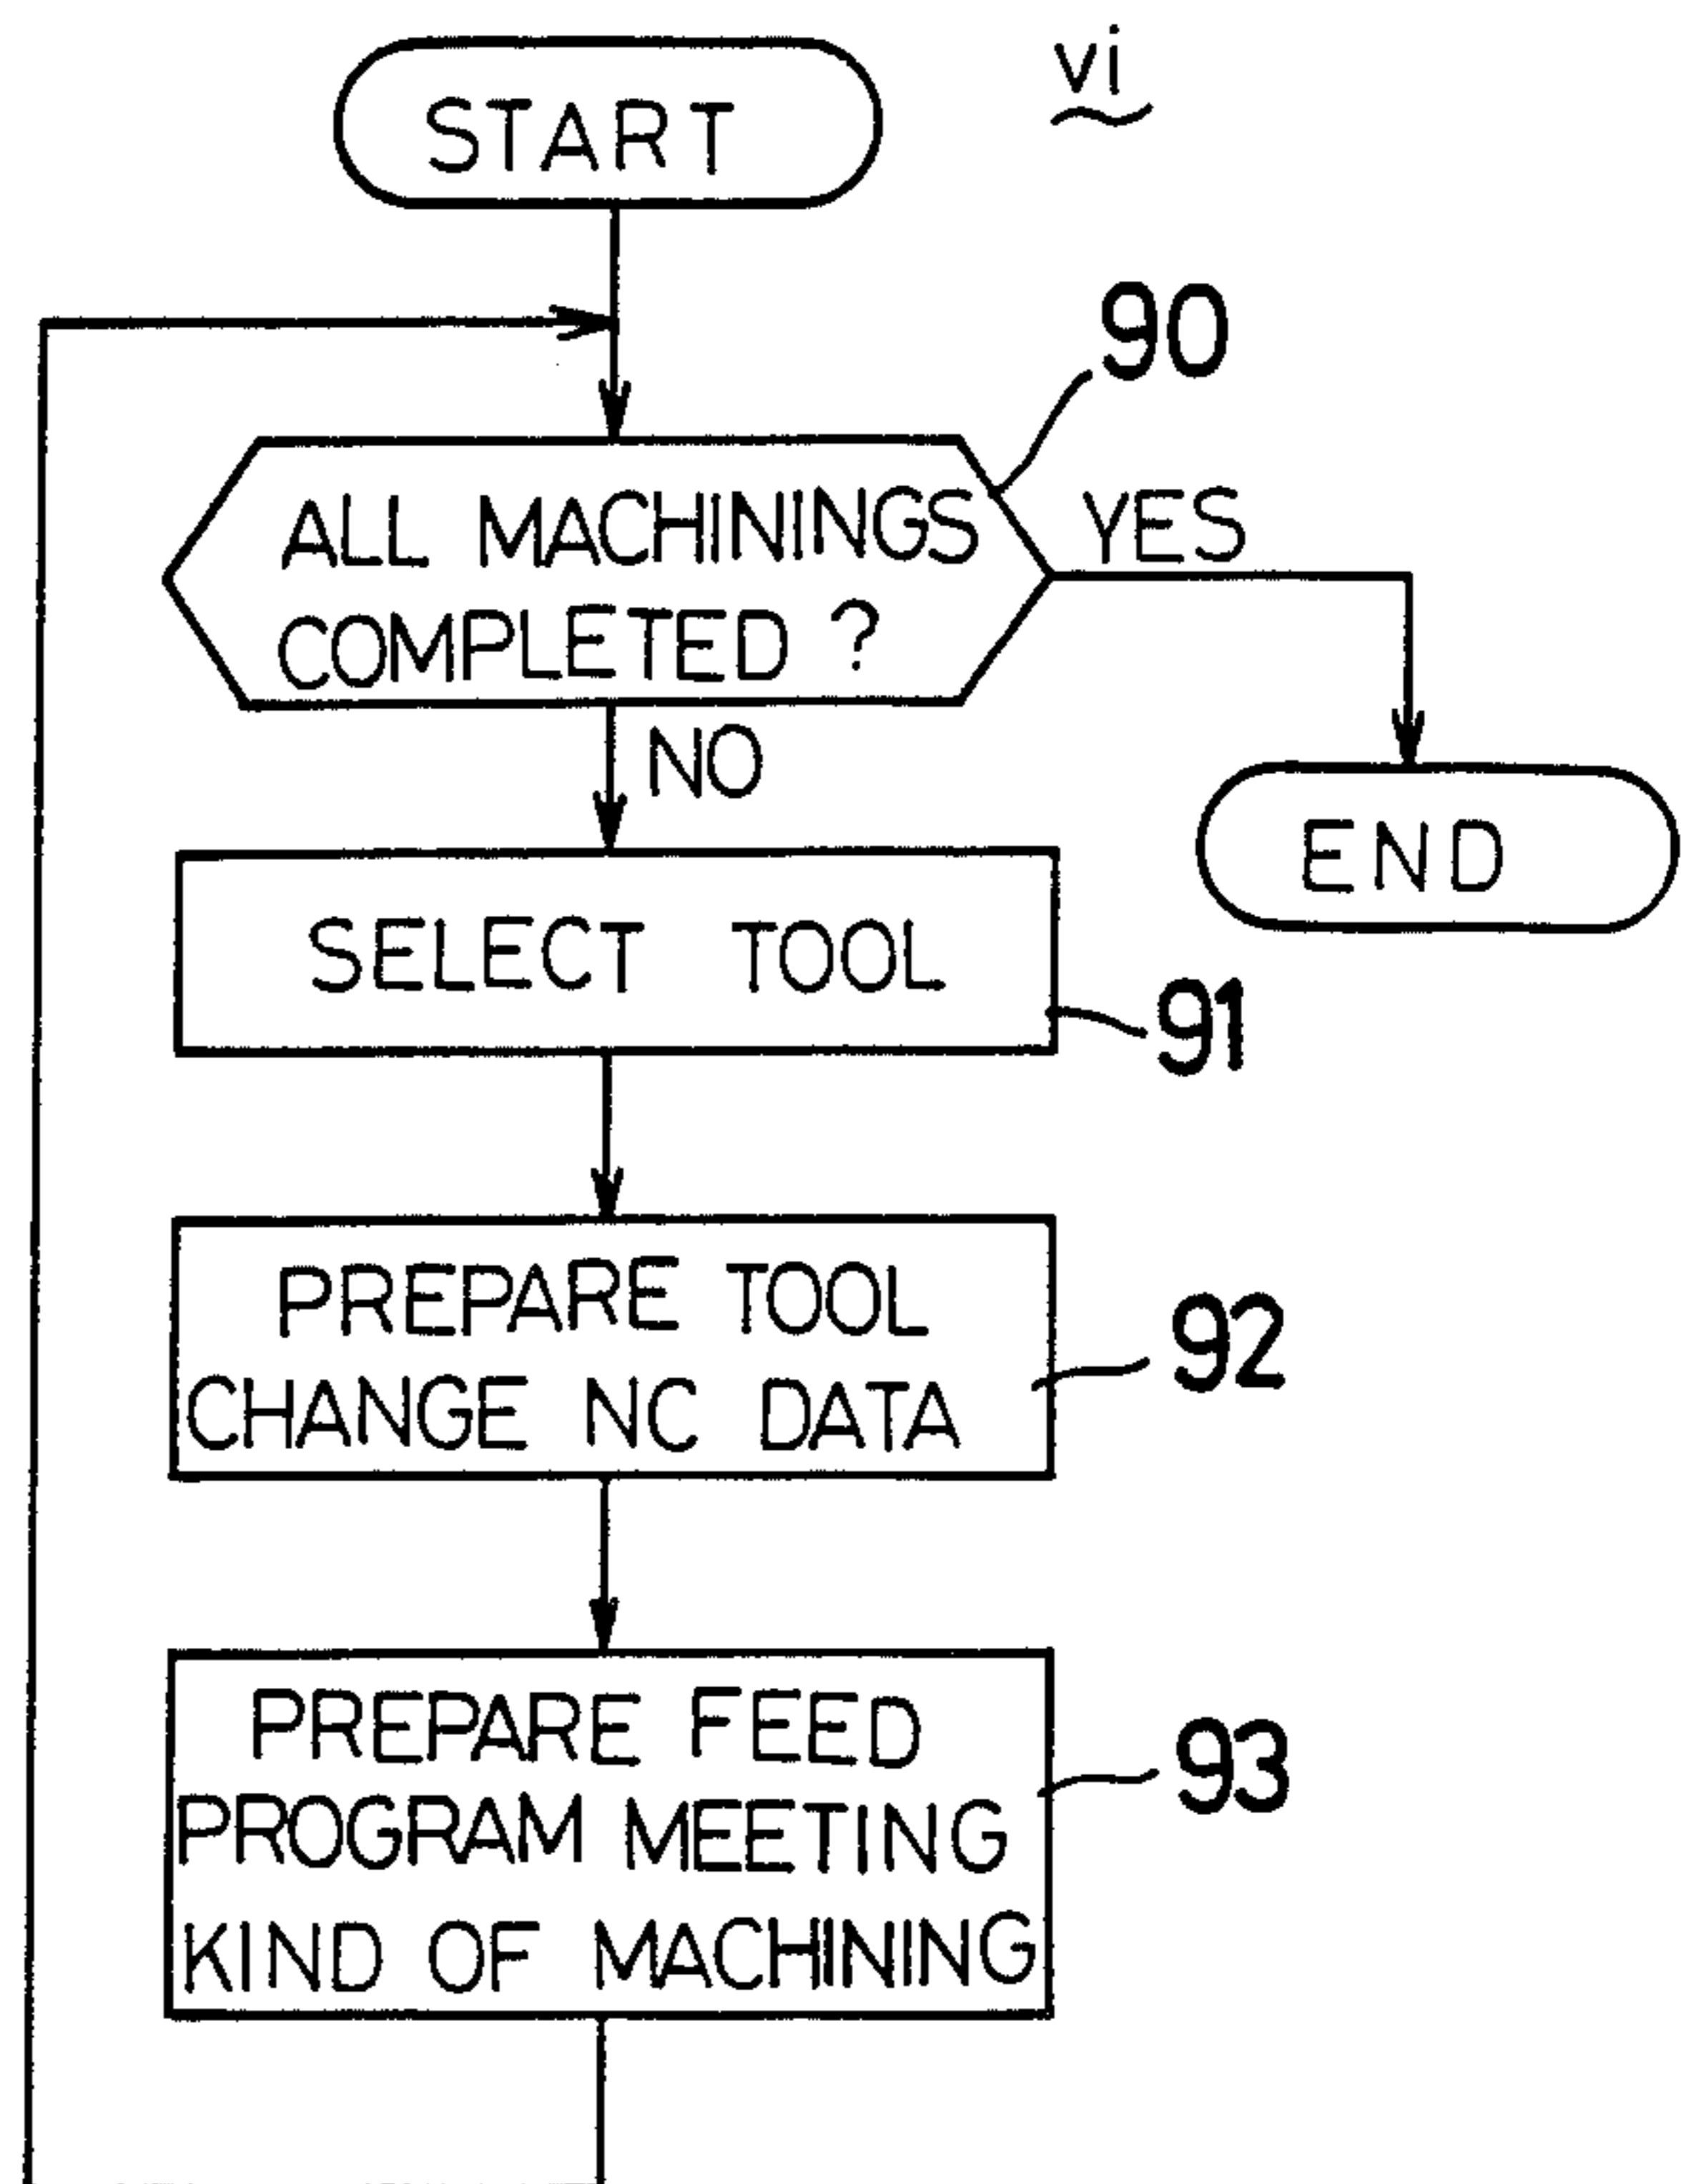 START
vi
90
ALL MACHININGS
COMPLETED ?
YES
NO
END
SELECT TOOL
91
PREPARE TOOL
CHANGE NC DATA
92
PREPARE FEED
PROGRAM MEETING
KIND OF MACHINING
93